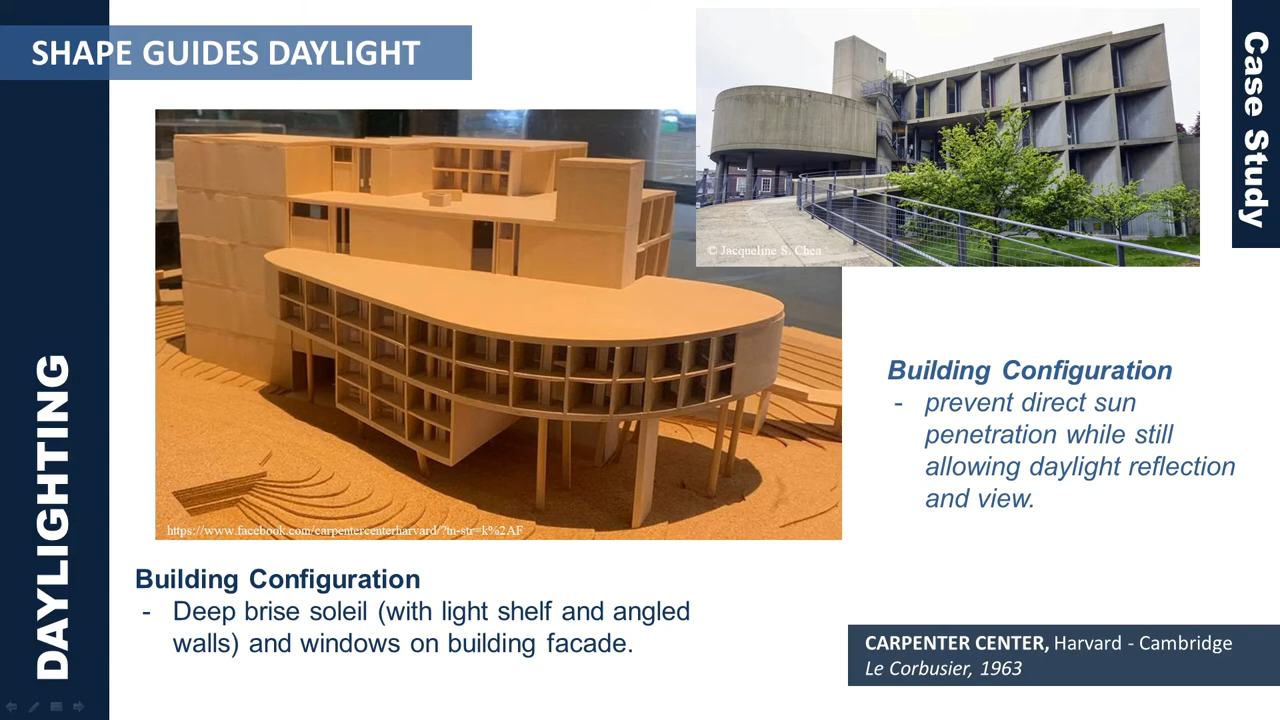 SHAPE GUIDES DAYLIGHT
Case Study
© Jacqueline S. Chea
https://www.facebook.com/carpentercenterharvard/?tn-str=k%2AF
DAYLIGHTING
Building Configuration
- prevent direct sun
penetration while still
allowing daylight reflection
and view.
Building Configuration
- Deep brise soleil (with light shelf and angled
walls) and windows on building facade.
CARPENTER CENTER, Harvard - Cambridge
Le Corbusier, 1963